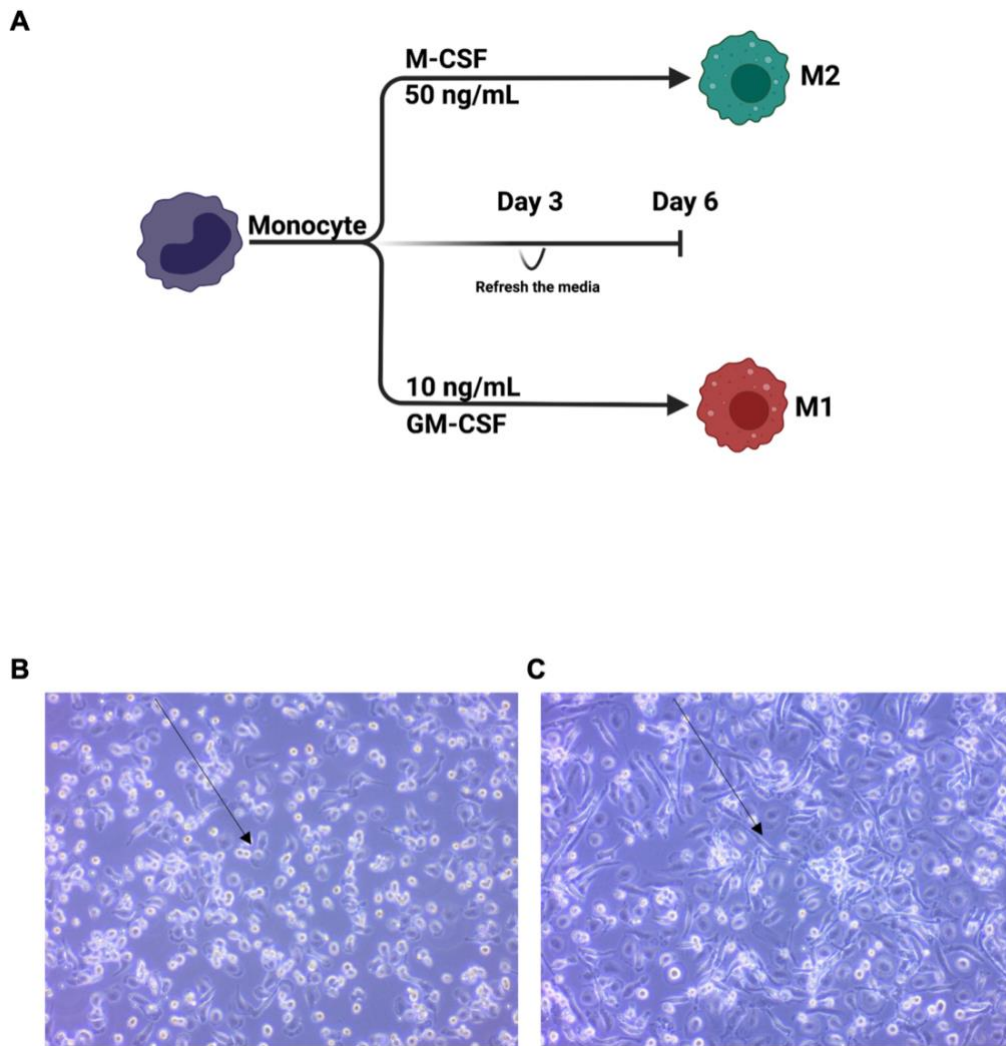 A
M-CSF
50 ng/mL
M2
Monocyte
Day 3
Day 6
Refresh the media
10 ng/mL
GM-CSF
M1
B
C